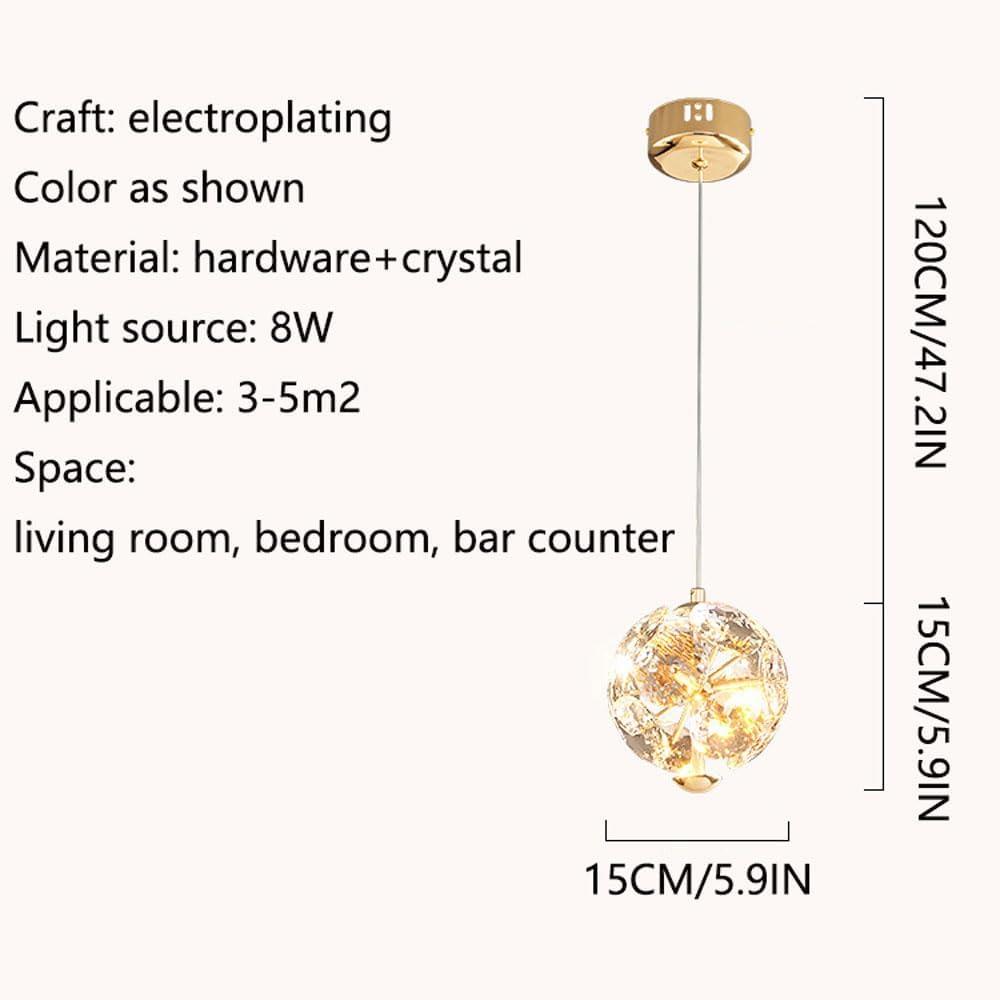 Craft: electroplating
Color as shown
Material: hardware+crystal
Light source: 8W
Applicable: 3-5m2
Space:
living room, bedroom, bar counter
120CM/47.2IN
15CM/5.9IN
15CM/5.9IN